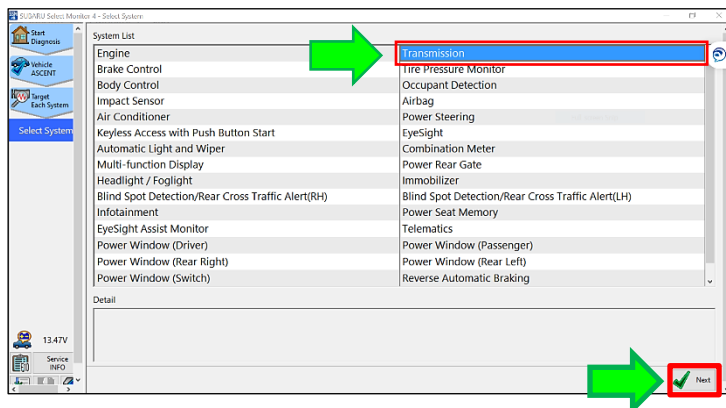 SUBARU Select Monitor 4 - Select System
Start
Diagnosis
Vehicle
ASCENT
Target
Each System
Select System
System List
Engine Transmission
Brake Control Tire Pressure Monitor
Body Control Occupant Detection
Impact Sensor Airbag
Air Conditioner Power Steering
Keyless Access with Push Button Start EyeSight
Automatic Light and Wiper Combination Meter
Multi-function Display Power Rear Gate
Headlight / Foglight Immobilizer
Blind Spot Detection/Rear Cross Traffic Alert(RH) Blind Spot Detection/Rear Cross Traffic Alert(LH)
Infotainment Power Seat Memory
EyeSight Assist Monitor Telematics
Power Window (Driver) Power Window (Passenger)
Power Window (Rear Right) Power Window (Rear Left)
Power Window (Switch) Reverse Automatic Braking
Detail
13.47V
Service
INFO
Next